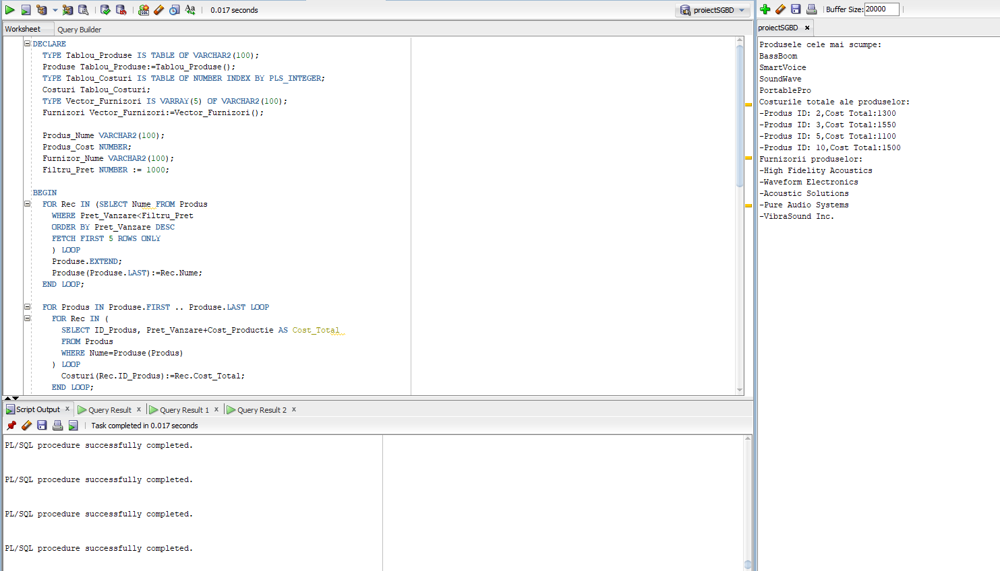 0.017 seconds
proiectSGBD
Worksheet Query Builder
DECLARE
TYPE Tablou_Produse IS TABLE OF VARCHAR2(100);
Produse Tablou_Produse:=Tablou_Produse();
TYPE Tablou_Costuri IS TABLE OF NUMBER INDEX BY PLS_INTEGER;
Costuri Tablou_Costuri;
TYPE Vector_Furnizori IS VARRAY(5) OF VARCHAR2(100);
Furnizori Vector_Furnizori:=Vector_Furnizori();
Produs_Nume VARCHAR2(100);
Produs_Cost NUMBER;
Furnizor_Nume VARCHAR2(100);
Filtru_Pret NUMBER := 1000;
BEGIN
FOR Rec IN (SELECT Nume FROM Produs
WHERE Pret_Vanzare<Filtru_Pret
ORDER BY Pret_Vanzare DESC
FETCH FIRST 5 ROWS ONLY
) LOOP
Produse.EXTEND;
Produse(Produse.LAST):=Rec.Nume;
END LOOP;
FOR Produs IN Produse.FIRST .. Produse.LAST LOOP
FOR Rec IN (
SELECT ID_Produs, Pret_Vanzare+Cost_Productie AS Cost_Total
FROM Produs
WHERE Nume=Produse(Produs)
) LOOP
Costuri(Rec.ID_Produs):=Rec.Cost_Total;
END LOOP;
Script Output x Query Result x Query Result 1 x Query Result 2 x
Task completed in 0.017 seconds
PL/SQL procedure successfully completed.
PL/SQL procedure successfully completed.
PL/SQL procedure successfully completed.
PL/SQL procedure successfully completed.
Buffer Size: 20000
proiectSGBD x
Produsele cele mai scumpe:
BassBoom
SmartVoice
SoundWave
PortablePro
Costurile totale ale produselor:
-Produs ID: 2,Cost Total:1300
-Produs ID: 3,Cost Total:1550
-Produs ID: 5,Cost Total:1100
-Produs ID: 10,Cost Total:1500
Furnizorii produselor:
-High Fidelity Acoustics
-Waveform Electronics
-Acoustic Solutions
-Pure Audio Systems
-VibraSound Inc.